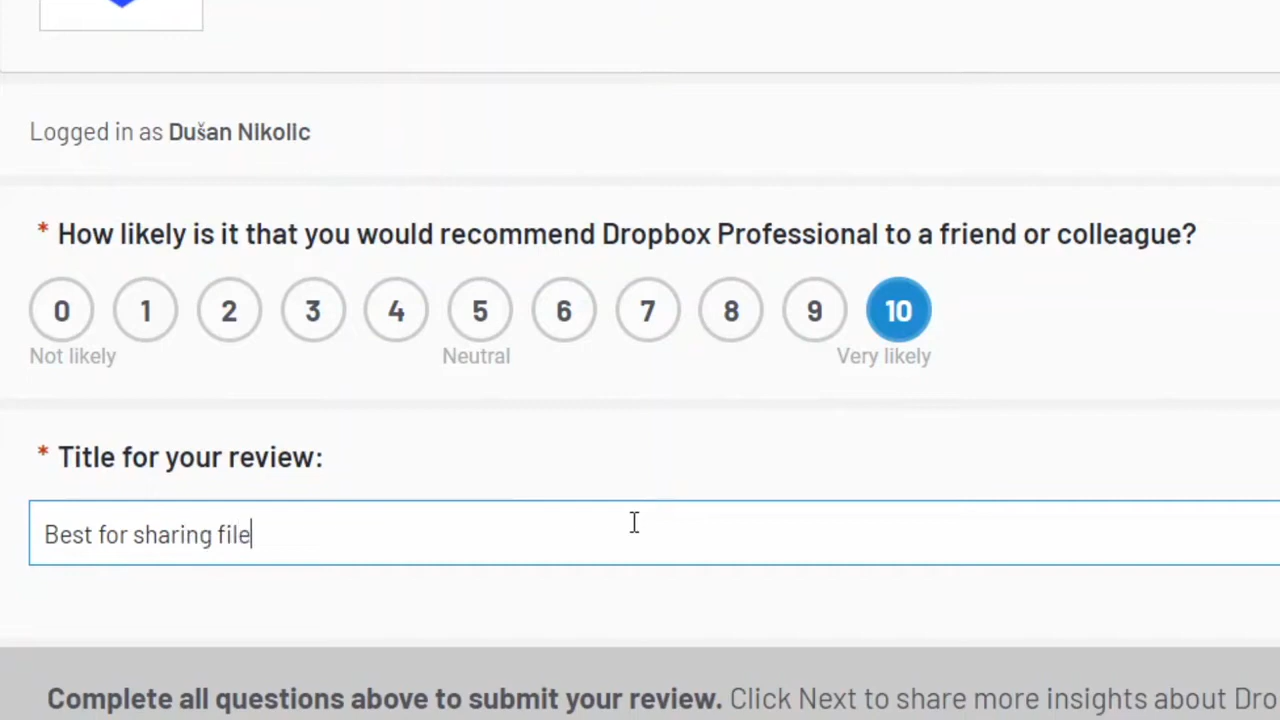 Logged in as Dušan Nikolic
* How likely is it that you would recommend Dropbox Professional to a friend or colleague?
0 1 2 3 4 5 6 7 8 9 10
Not likely Neutral Very likely
* Title for your review:
Best for sharing file
Complete all questions above to submit your review. Click Next to share more insights about Dro